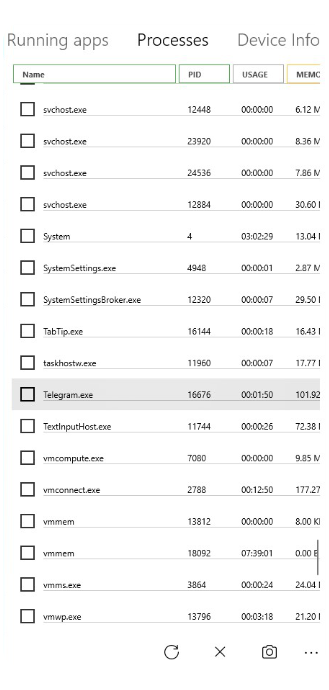 Running apps Processes Device Info
Name PID USAGE MEMO
svchost.exe 12448 00:00:00 6.12 M
svchost.exe 23920 00:00:00 8.36 M
svchost.exe 24536 00:00:00 7.86 M
svchost.exe 12884 00:00:00 30.60
System 4 03:02:29 13.04
SystemSettings.exe 4948 00:00:01 2.87 M
SystemSettingsBroker.exe 12320 00:00:07 29.50
TabTip.exe 16144 00:00:18 16.43
taskhostw.exe 11960 00:00:07 17.77
Telegram.exe 16676 00:01:50 101.92
TextInputHost.exe 11744 00:00:26 72.38
vmcompute.exe 7080 00:00:00 9.85 M
vmconnect.exe 2788 00:12:50 177.27
vmmem 13812 00:00:00 8.00 K
vmmem 18092 07:39:01 0.00
vmms.exe 3864 00:00:24 24.04
vmwp.exe 13796 00:03:18 21.20